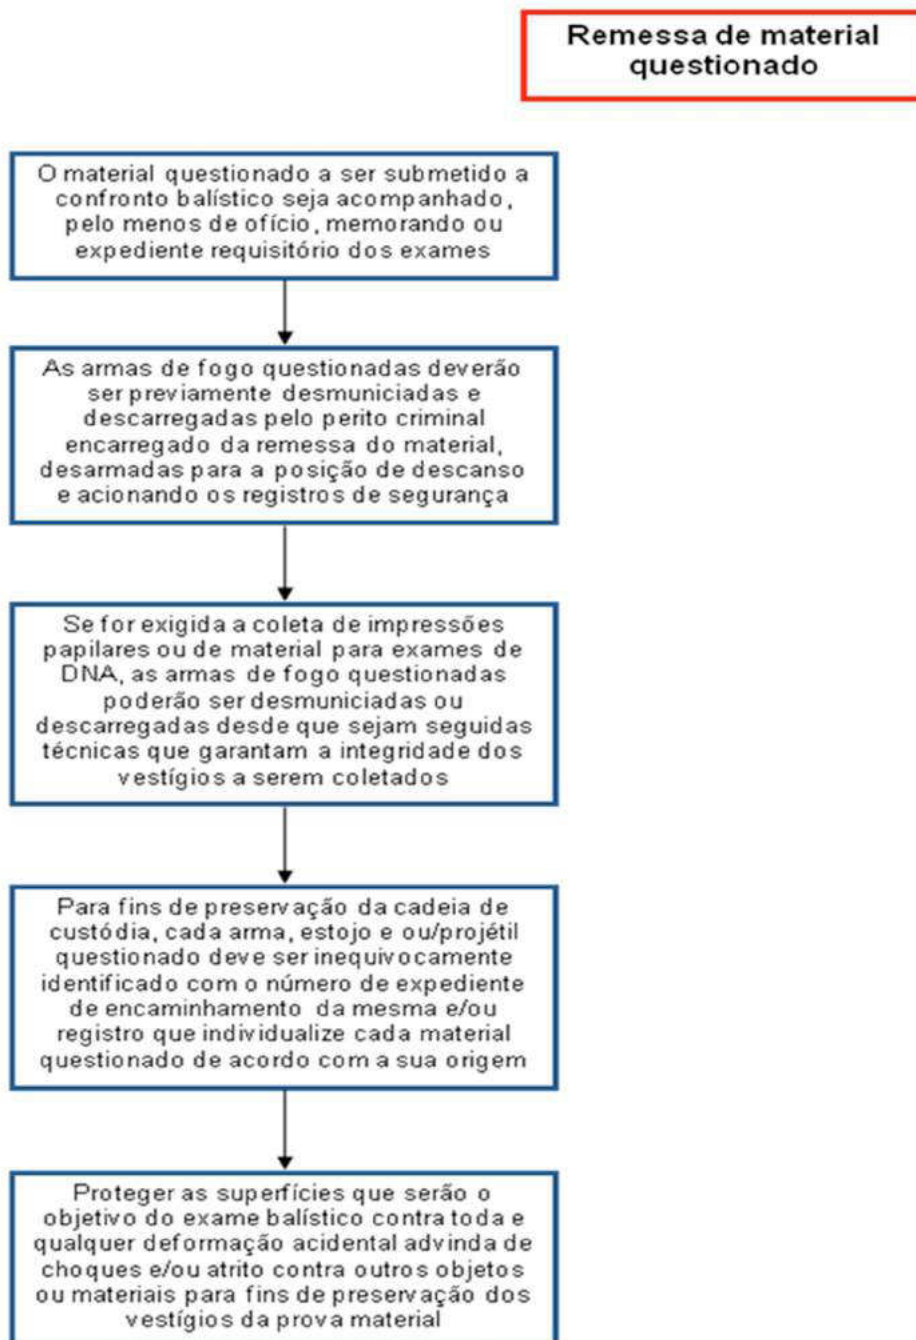 Remessa de material
questionado
O material questionado a ser submetido a
confronto balístico seja acompanhado,
pelo menos de ofício, memorando ou
expediente requisitório dos exames
As armas de fogo questionadas deverão
ser previamente desmuniciadas e
descarregadas pelo perito criminal
encarregado da remessa do material,
desarmadas para a posição de descanso
e acionando os registros de segurança
Se for exigida a coleta de impressões
papilares ou de material para exames de
DNA, as armas de fogo questionadas
poderão ser desmuniciadas ou
descarregadas desde que sejam seguidas
técnicas que garantam a integridade dos
vestígios a serem coletados
Para fins de preservação da cadeia de
custódia, cada arma, estojo e ou/projétil
questionado deve ser inequivocamente
identificado com o número de expediente
de encaminhamento da mesma e/ou
registro que individualize cada material
questionado de acordo com a sua origem
Proteger as superfícies que serão o
objetivo do exame balístico contra toda e
qualquer deformação acidental advinda de
choques e/ou atrito contra outros objetos
ou materiais para fins de preservação dos
vestígios da prova material